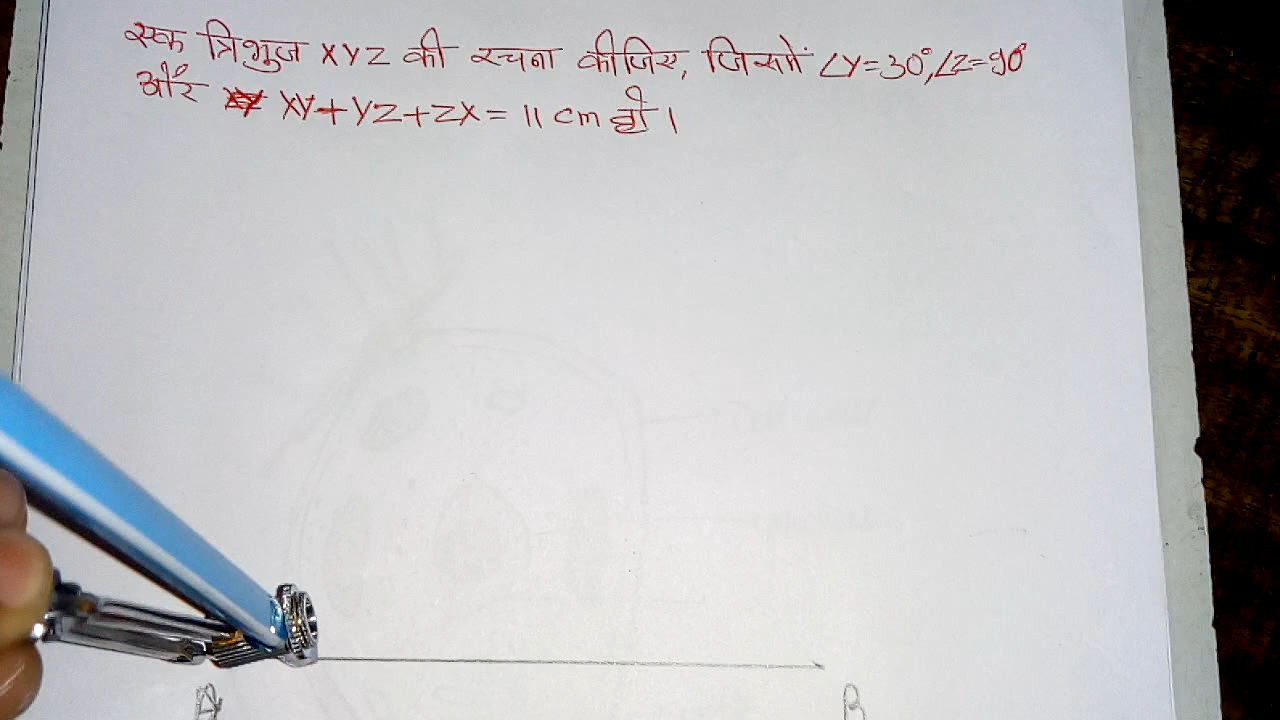 एक त्रिभुज XYZ की रचना कीजिए, जिसमें ∠Y=30°,∠Z=90°
और XY+YZ+ZX= 11 cm हो।
A B